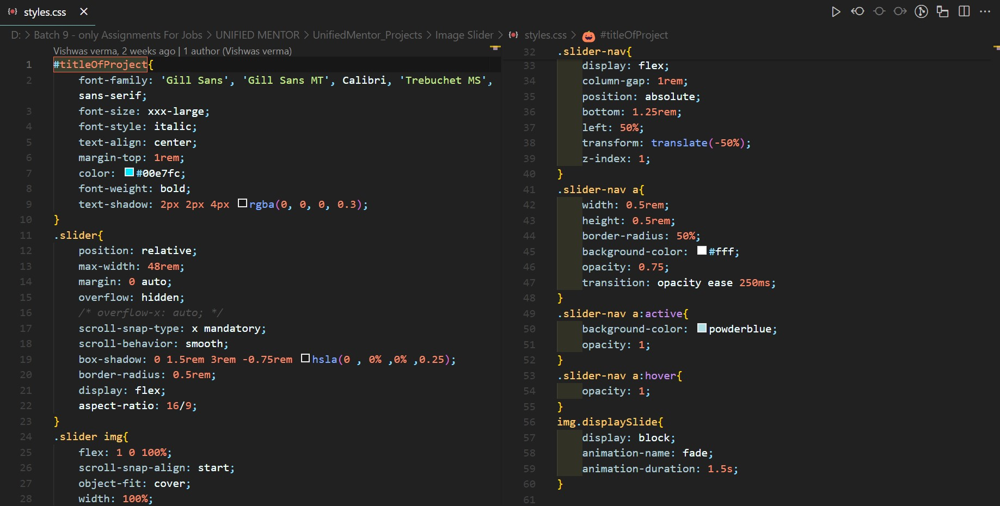 styles.css
D: > Batch 9 - only Assignments For Jobs > UNIFIED MENTOR > UnifiedMentor_Projects > Image Slider > styles.css > #titleOfProject
Vishwas verma, 2 weeks ago | 1 author (Vishwas verma)
1 #titleOfProject{
2 font-family: 'Gill Sans', 'Gill Sans MT', Calibri, 'Trebuchet MS',
sans-serif;
3 font-size: xxx-large;
4 font-style: italic;
5 text-align: center;
6 margin-top: 1rem;
7 color: #00e7fc;
8 font-weight: bold;
9 text-shadow: 2px 2px 4px rgba(0, 0, 0, 0.3);
10 }
11 .slider{
12 position: relative;
13 max-width: 48rem;
14 margin: 0 auto;
15 overflow: hidden;
16 /* overflow-x: auto; */
17 scroll-snap-type: x mandatory;
18 scroll-behavior: smooth;
19 box-shadow: 0 1.5rem 3rem -0.75rem hsla(0 , 0% ,0% ,0.25);
20 border-radius: 0.5rem;
21 display: flex;
22 aspect-ratio: 16/9;
23 }
24 .slider img{
25 flex: 1 0 100%;
26 scroll-snap-align: start;
27 object-fit: cover;
28 width: 100%;
32 .slider-nav{
33 display: flex;
34 column-gap: 1rem;
35 position: absolute;
36 bottom: 1.25rem;
37 left: 50%;
38 transform: translate(-50%);
39 z-index: 1;
40 }
41 .slider-nav a{
42 width: 0.5rem;
43 height: 0.5rem;
44 border-radius: 50%;
45 background-color: #fff;
46 opacity: 0.75;
47 transition: opacity ease 250ms;
48 }
49 .slider-nav a:active{
50 background-color: powderblue;
51 opacity: 1;
52 }
53 .slider-nav a:hover{
54 opacity: 1;
55 }
56 img.displaySlide{
57 display: block;
58 animation-name: fade;
59 animation-duration: 1.5s;
60 }
61